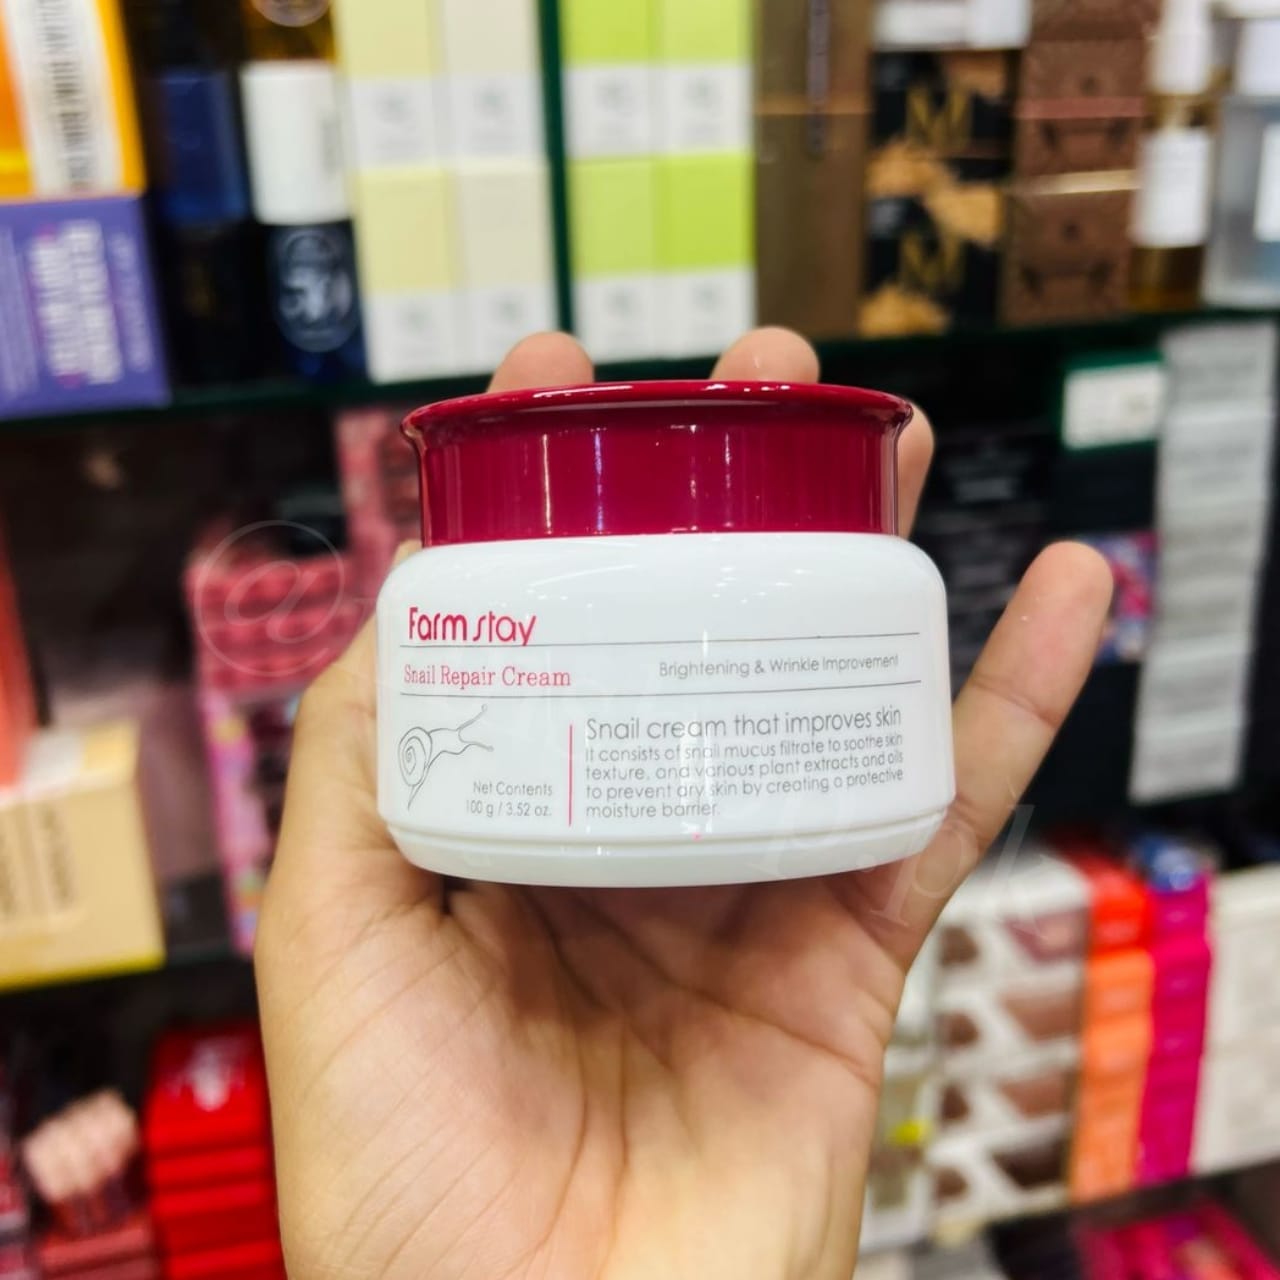 Farm stay
Snail Repair Cream
Brightening & Wrinkle Improvement
Snail cream that improves skin
It consists of snail mucus filtrate to soothe skin
texture, and various plant extracts and oils
to prevent dry skin by creating a protective
moisture barrier.
Net Contents
100 g / 3.52 oz.